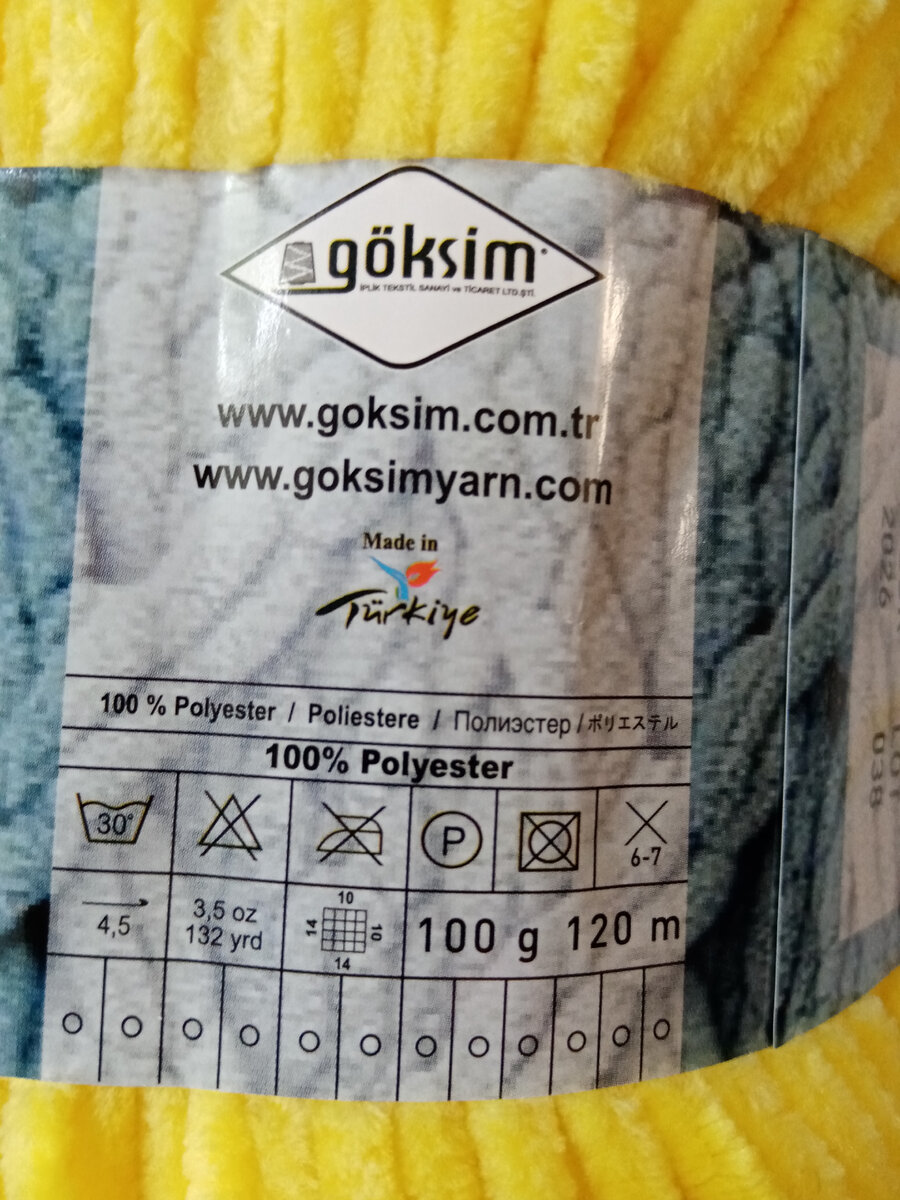 göksim
İPLİK TEKSTİL SANAYİ ve TİCARET LTD.ŞTİ.
www.goksim.com.tr
www.goksimyarn.com
Made in
Türkiye
100 % Polyester / Poliestere / Полиэстер / ポリエステル
100% Polyester
30°
P
6-7
4,5
3,5 oz
132 yrd
10
14
10
14
100 g 120 m
2026
LOT
038